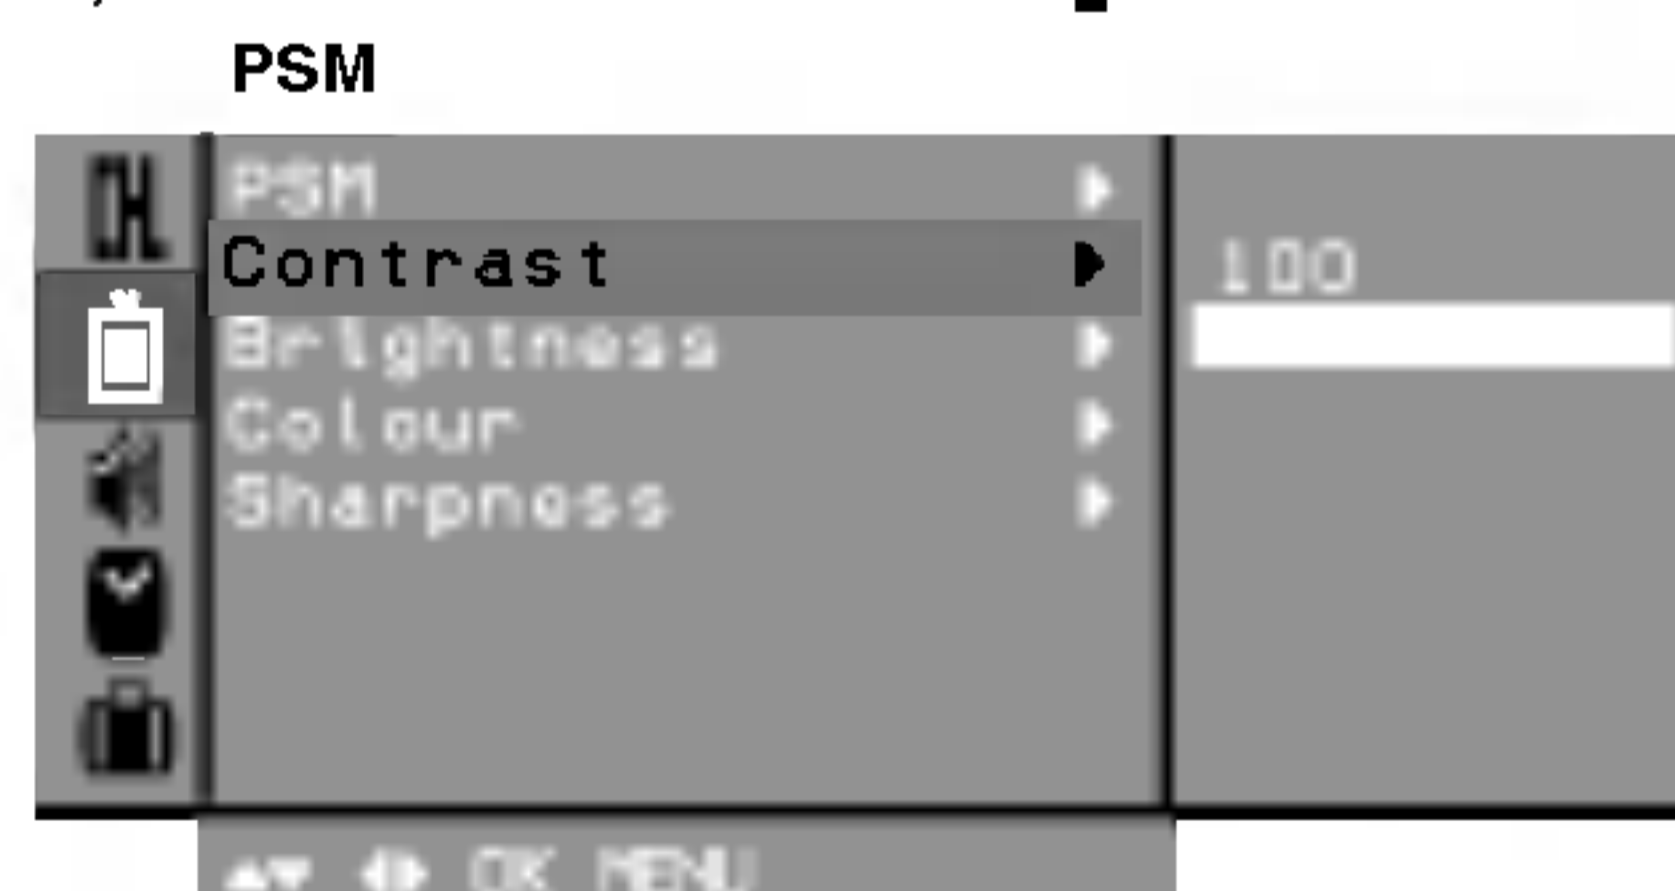 PSM
PSM
Contrast
100
Brightness
Colour
Sharpness
OK MENU